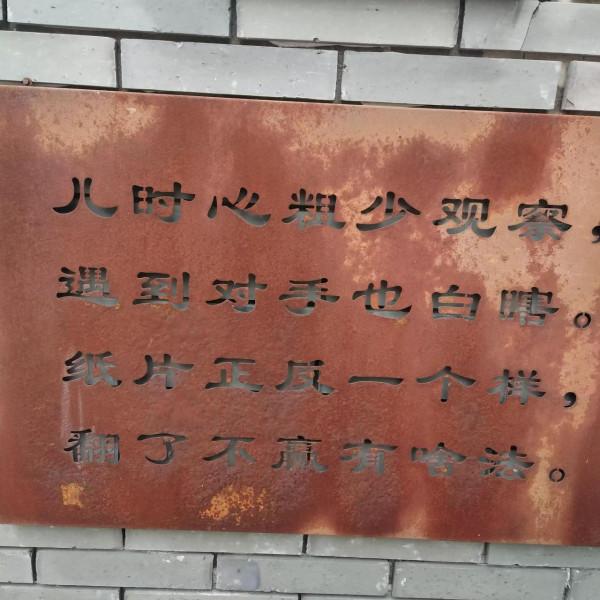 儿时心粗少观察，
遇到对手也白瞎。
纸片正反一个样，
翻了不赢有啥法。